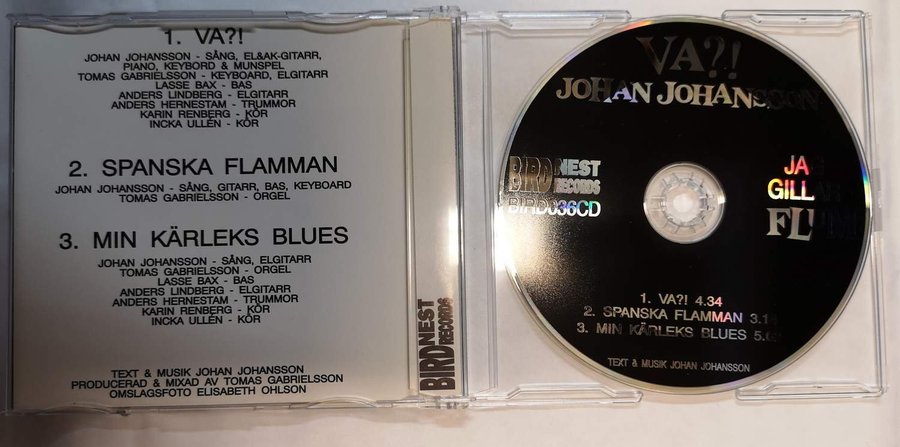 1. VA?!
JOHAN JOHANSSON - SÅNG, EL&AK-GITARR,
PIANO, KEYBORD & MUNSPEL
TOMAS GABRIELSSON - KEYBOARD, ELGITARR
LASSE BAX - BAS
ANDERS LINDBERG - ELGITARR
ANDERS HERNESTAM - TRUMMOR
KARIN RENBERG - KÖR
INCKA ULLÉN - KÖR
2. SPANSKA FLAMMAN
JOHAN JOHANSSON - SÅNG, GITARR, BAS, KEYBOARD
TOMAS GABRIELSSON - ORGEL
3. MIN KÄRLEKS BLUES
JOHAN JOHANSSON - SÅNG, ELGITARR
TOMAS GABRIELSSON - ORGEL
LASSE BAX - BAS
ANDERS LINDBERG - ELGITARR
ANDERS HERNESTAM - TRUMMOR
KARIN RENBERG - KÖR
INCKA ULLÉN - KÖR
TEXT & MUSIK JOHAN JOHANSSON
PRODUCERAD & MIXAD AV TOMAS GABRIELSSON
OMSLAGSFOTO ELISABETH OHLSON
BIRDNEST
RECORDS
VA?!
JOHAN JOHANSSON
BIRDNEST
RECORDS
BIRD036CD
JAG
GILLAR
1. VA?! 4.34
2. SPANSKA FLAMMAN
3. MIN KÄRLEKS BLUES
TEXT & MUSIK JOHAN JOHANSSON